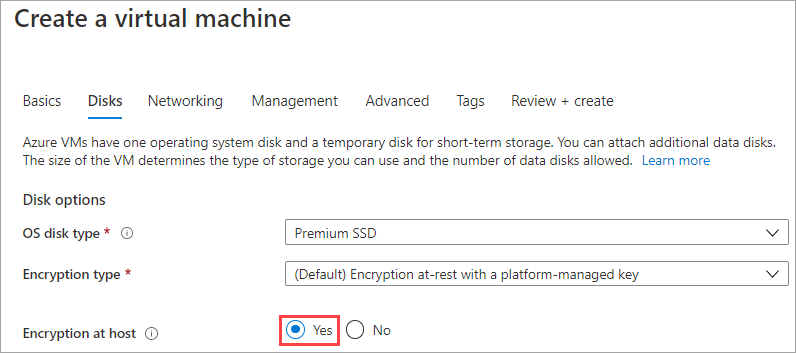 Create a virtual machine
Basics Disks Networking Management Advanced Tags Review + create
Azure VMs have one operating system disk and a temporary disk for short-term storage. You can attach additional data disks.
The size of the VM determines the type of storage you can use and the number of data disks allowed. Learn more
Disk options
OS disk type * Premium SSD
Encryption type * (Default) Encryption at-rest with a platform-managed key
Encryption at host Yes No